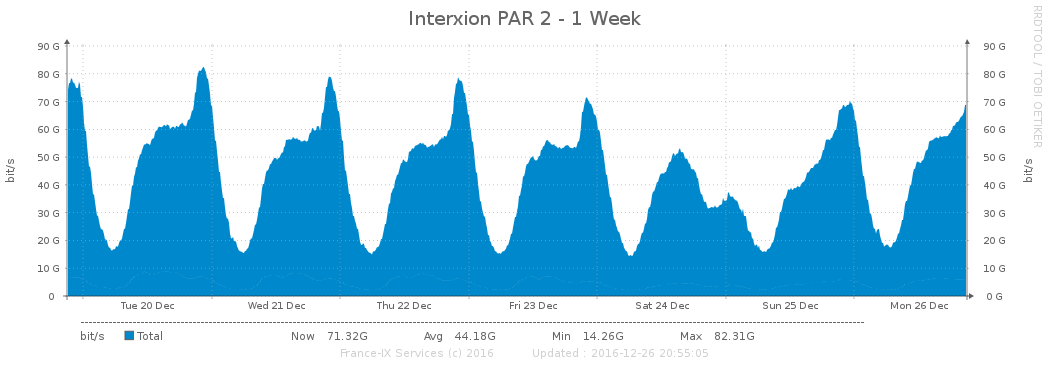 Interxion PAR 2 - 1 Week
RRDTOOL / TOBI OETIKER
90 G 90 G
80 G 80 G
70 G 70 G
60 G 60 G
50 G 50 G
40 G 40 G
30 G 30 G
20 G 20 G
10 G 10 G
0 0 G
bit/s
bit/s
Tue 20 Dec Wed 21 Dec Thu 22 Dec Fri 23 Dec Sat 24 Dec Sun 25 Dec Mon 26 Dec
bit/s Total Now 71.32G Avg 44.18G Min 14.26G Max 82.31G
France-IX Services (c) 2016 Updated : 2016-12-26 20:55:05